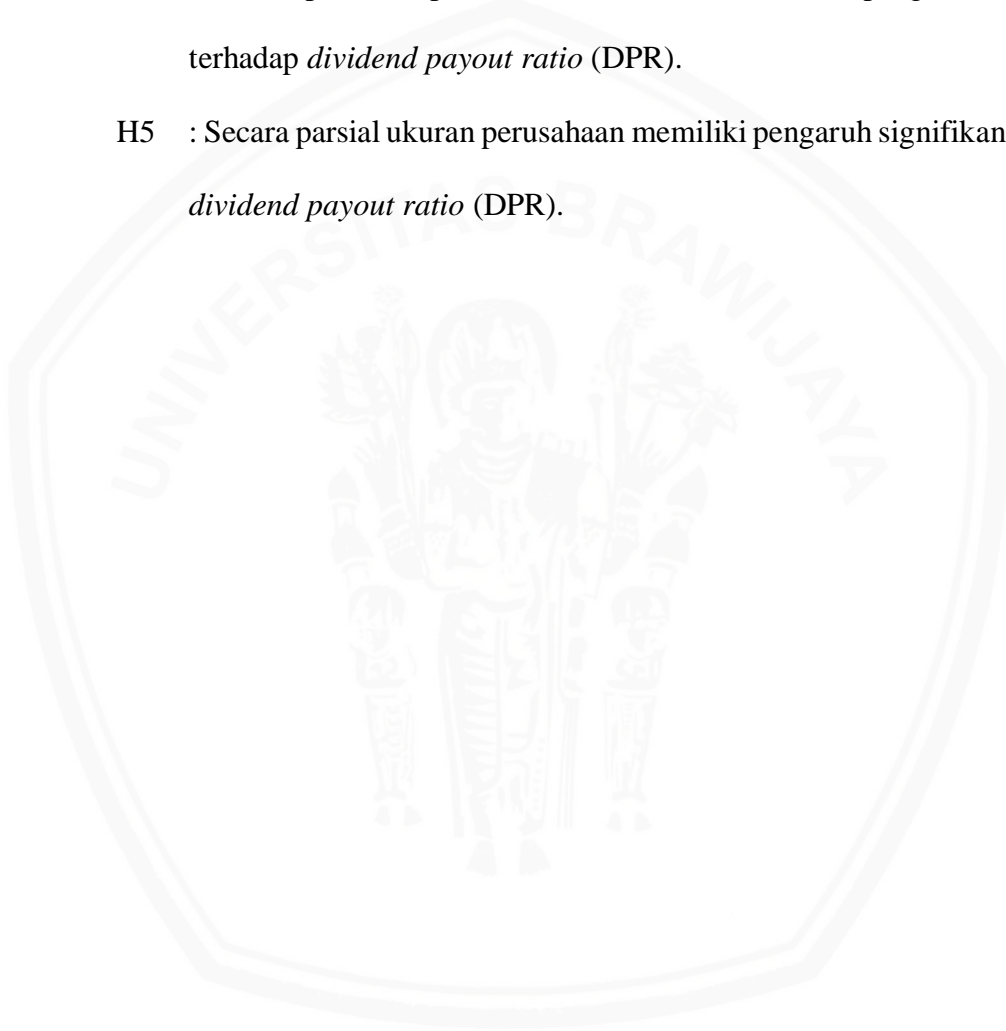 terhadap dividend payout ratio (DPR).
H5 : Secara parsial ukuran perusahaan memiliki pengaruh signifikan
dividend payout ratio (DPR).
UNIVERSITAS BRAWIJAYA